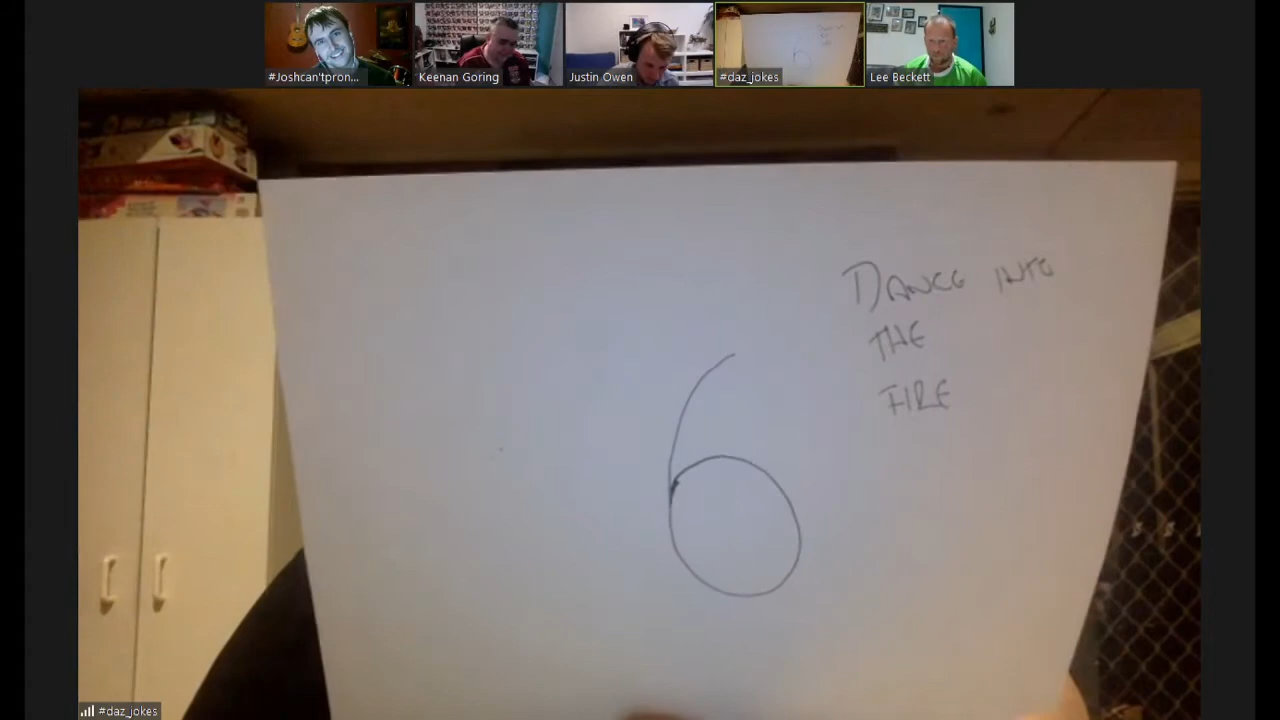 #Joshcan'tpron...
Keenan Goring
Justin Owen
#daz_jokes
Lee Beckett
DANCE INTO
THE
FIRE
6
#daz_jokes